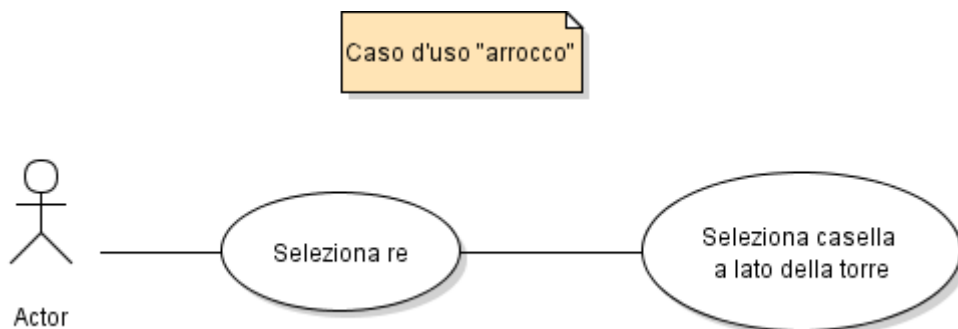 Caso d'uso "arrocco"
Seleziona re
Seleziona casella
a lato della torre
Actor